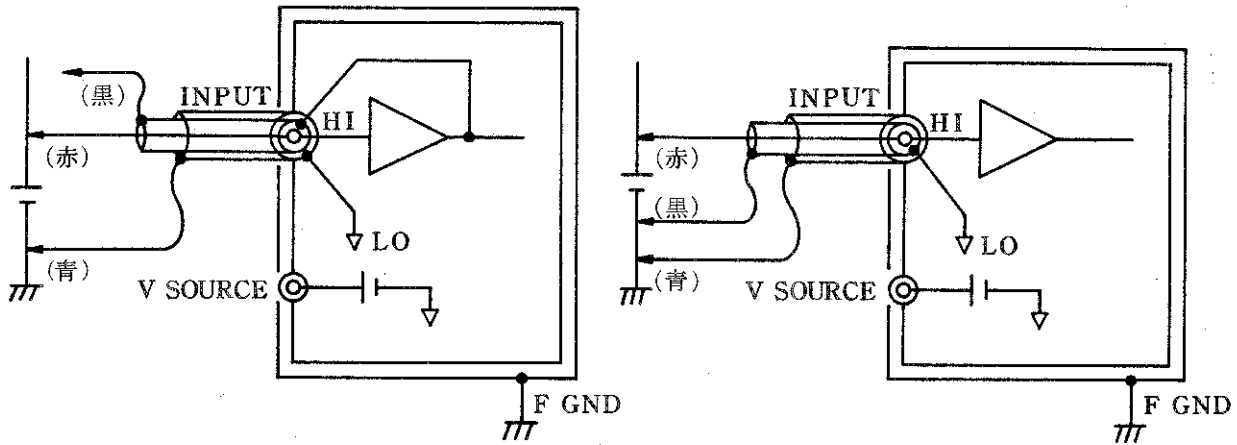 (黒)
INPUT
HI
(赤)
LO
(青)
V SOURCE
F GND
INPUT
HI
(赤)
(黒)
LO
(青)
V SOURCE
F GND